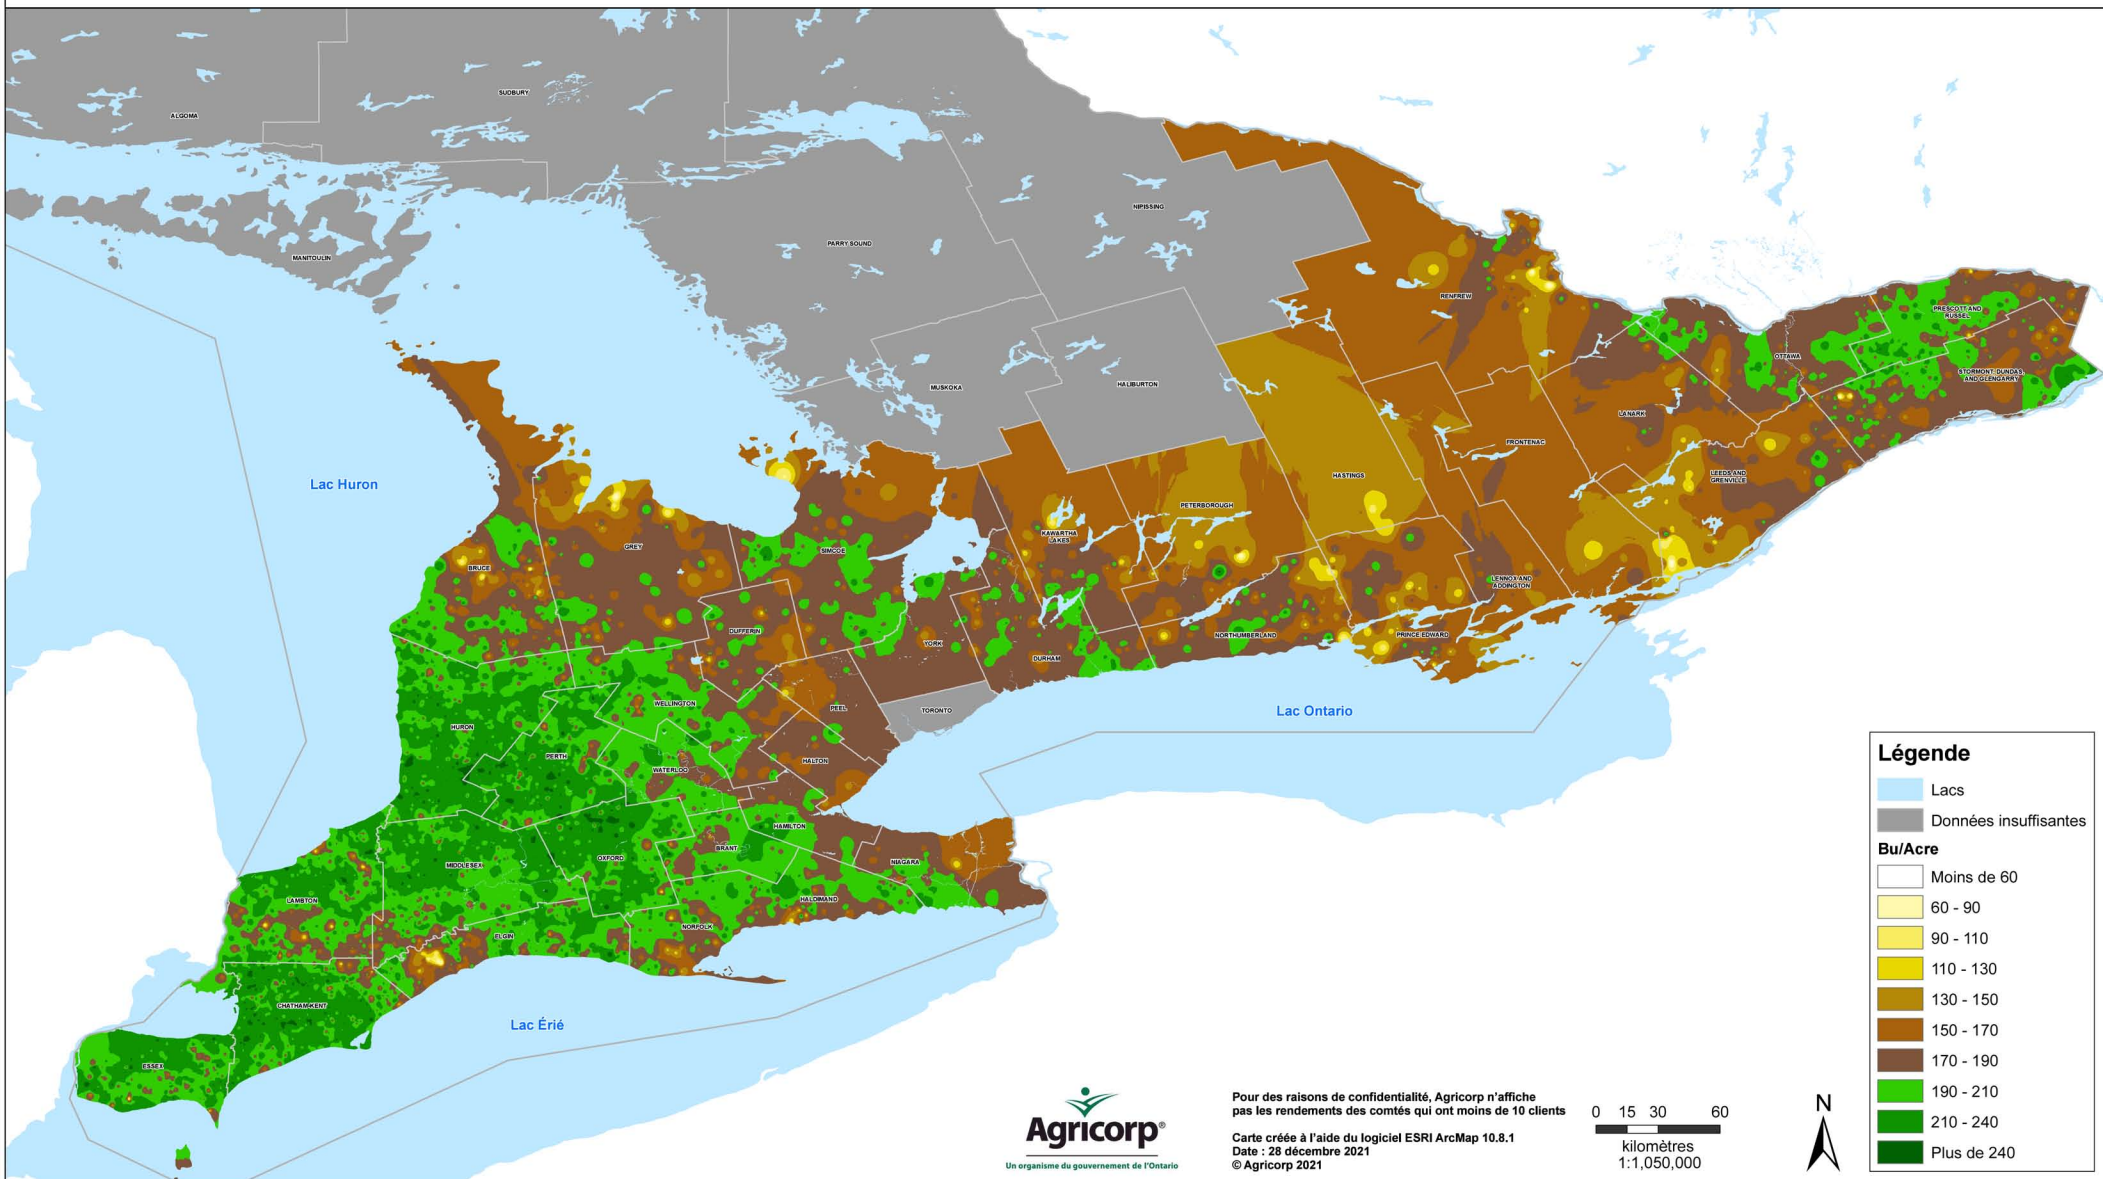 ALGOMA
SUDBURY
NIPISSING
PARRY SOUND
MANITOULIN
RENFREW
PRESCOTT AND
RUSSEL
OTTAWA
STORMONT, DUNDAS
AND GLENGARRY
MUSKOKA
HALIBURTON
LANARK
FRONTENAC
LEEDS AND
GRENVILLE
HASTINGS
Lac Huron
PETERBOROUGH
KAWARTHA
LAKES
GREY
SIMCOE
BRUCE
LENNOX AND
ADDINGTON
DUFFERIN
YORK
NORTHUMBERLAND
PRINCE EDWARD
DURHAM
WELLINGTON
PEEL
TORONTO
Lac Ontario
HURON
PERTH
WATERLOO
HALTON
HAMILTON
BRANT
OXFORD
MIDDLESEX
NIAGARA
LAMBTON
HALDIMAND
NORFOLK
ELGIN
CHATHAM-KENT
Lac Érié
ESSEX
Légende
Lacs
Données insuffisantes
Bu/Acre
Moins de 60
60 - 90
90 - 110
110 - 130
130 - 150
150 - 170
170 - 190
190 - 210
210 - 240
Plus de 240
Agricorp®
Un organisme du gouvernement de l'Ontario
Pour des raisons de confidentialité, Agricorp n'affiche
pas les rendements des comtés qui ont moins de 10 clients
Carte créée à l'aide du logiciel ESRI ArcMap 10.8.1
Date : 28 décembre 2021
© Agricorp 2021
0 15 30 60
kilomètres
1:1,050,000
N